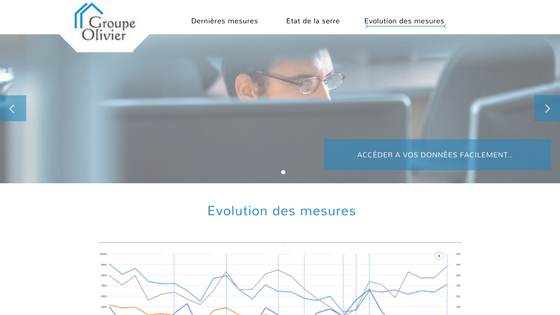 Groupe
Olivier
Dernières mesures
Etat de la serre
Evolution des mesures
ACCÉDER A VOS DONNÉES FACILEMENT..
Evolution des mesures